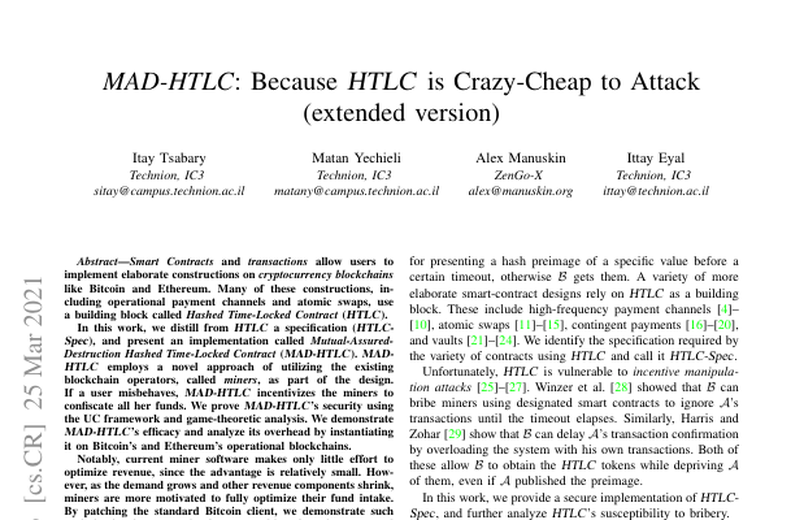 MAD-HTLC: Because HTLC is Crazy-Cheap to Attack
(extended version)
Itay Tsabary
Technion, IC3
sitay@campus.technion.ac.il
Matan Yechieli
Technion, IC3
matany@campus.technion.ac.il
Alex Manuskin
ZenGo-X
alex@manuskin.org
Ittay Eyal
Technion, IC3
ittay@technion.ac.il
[cs.CR] 25 Mar 2021
Abstract—Smart Contracts and transactions allow users to
implement elaborate constructions on cryptocurrency blockchains
like Bitcoin and Ethereum. Many of these constructions, in-
cluding operational payment channels and atomic swaps, use
a building block called Hashed Time-Locked Contract (HTLC).
In this work, we distill from HTLC a specification (HTLC-
Spec), and present an implementation called Mutual-Assured-
Destruction Hashed Time-Locked Contract (MAD-HTLC). MAD-
HTLC employs a novel approach of utilizing the existing
blockchain operators, called miners, as part of the design.
If a user misbehaves, MAD-HTLC incentivizes the miners to
confiscate all her funds. We prove MAD-HTLC's security using
the UC framework and game-theoretic analysis. We demonstrate
MAD-HTLC's efficacy and analyze its overhead by instantiating
it on Bitcoin's and Ethereum's operational blockchains.
Notably, current miner software makes only little effort to
optimize revenue, since the advantage is relatively small. How-
ever, as the demand grows and other revenue components shrink,
miners are more motivated to fully optimize their fund intake.
By patching the standard Bitcoin client, we demonstrate such
for presenting a hash preimage of a specific value before a
certain timeout, otherwise B gets them. A variety of more
elaborate smart-contract designs rely on HTLC as a building
block. These include high-frequency payment channels [4]–
[10], atomic swaps [11]–[15], contingent payments [16]–[20],
and vaults [21]–[24]. We identify the specification required by
the variety of contracts using HTLC and call it HTLC-Spec.
Unfortunately, HTLC is vulnerable to incentive manipula-
tion attacks [25]–[27]. Winzer et al. [28] showed that B can
bribe miners using designated smart contracts to ignore A's
transactions until the timeout elapses. Similarly, Harris and
Zohar [29] show that B can delay A's transaction confirmation
by overloading the system with his own transactions. Both of
these allow B to obtain the HTLC tokens while depriving A
of them, even if A published the preimage.
In this work, we provide a secure implementation of HTLC-
Spec, and further analyze HTLC's susceptibility to bribery.